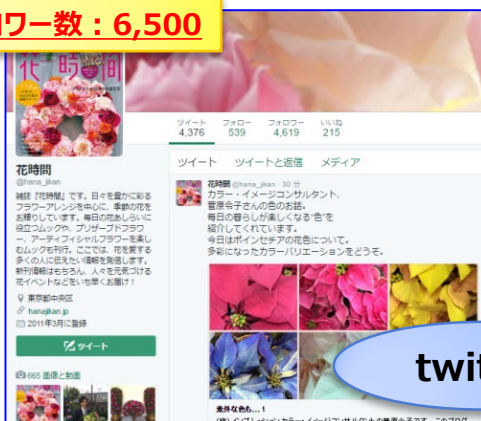 ロワー数：6,500
花時間
ツイート フォロー フォロワー いいね
4,376 539 4,619 215
ツイート ツイートと返信 メディア
花時間
@hana_jikan
雑誌『花時間』です。日々を豊かに彩る
フラワーアレンジを中心に、季節の花を
お贈りしています。毎日の花あしらいに
役立つムックや、プリザーブドフラワ
ー、アーティフィシャルフラワーを楽し
むムックも刊行。ここでは、花を愛する
多くの人に伝えたい情報を発信します。
新刊情報はもちろん、人々を元気づける
花イベントなどをいち早くお届け！
東京都中央区
hanajikan.jp
2011年3月に登録
ツイート
665 画像と動画
花時間 @hana_jikan · 30 分
カラー・イメージコンサルタント、
菅原令子さんの色のお話。
毎日の暮らしが楽しくなる“色”を
紹介してくれています。
今日はポインセチアの花色について。
多彩になったカラーバリエーションをどうぞ。
意外な色も...！
twit